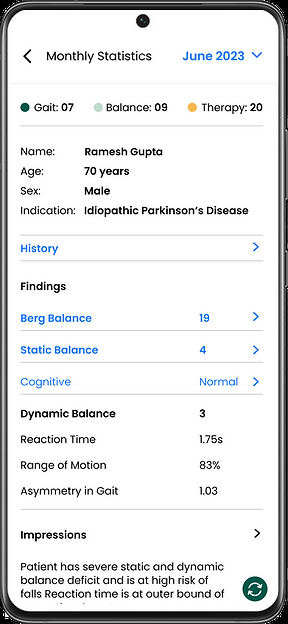 Monthly Statistics June 2023
Gait: 07 Balance: 09 Therapy: 20
Name: Ramesh Gupta
Age: 70 years
Sex: Male
Indication: Idiopathic Parkinson's Disease
History
Findings
Berg Balance 19
Static Balance 4
Cognitive Normal
Dynamic Balance 3
Reaction Time 1.75s
Range of Motion 83%
Asymmetry in Gait 1.03
Impressions
Patient has severe static and dynamic
balance deficit and is at high risk of
falls Reaction time is at outer bound of